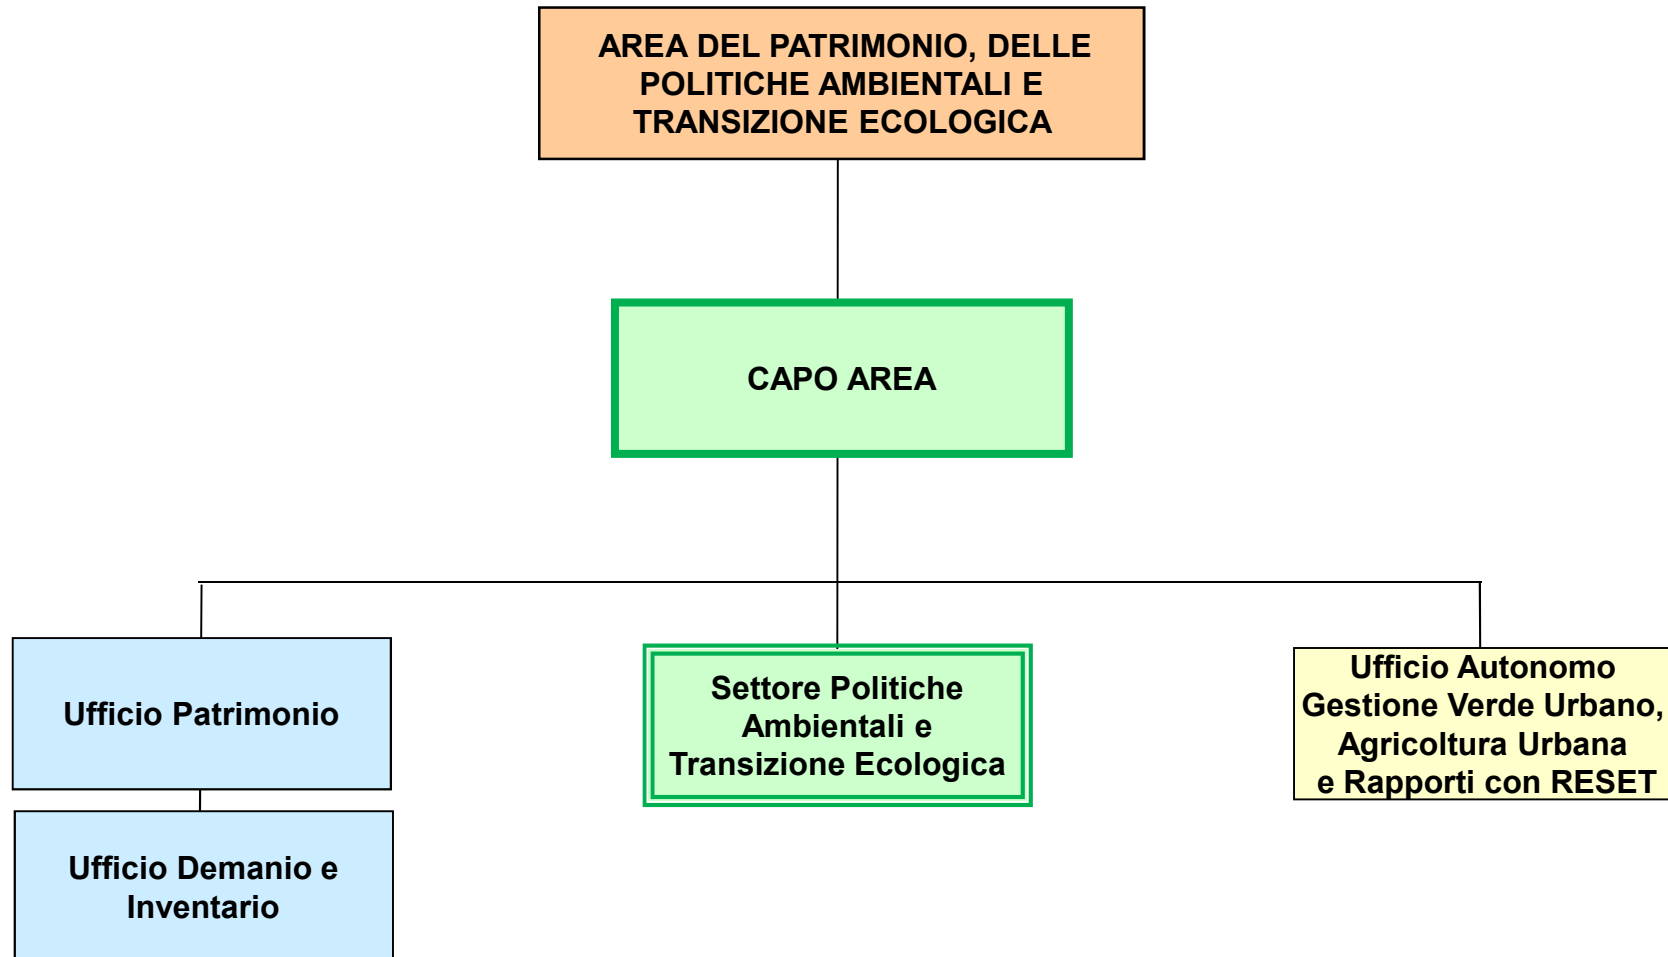 AREA DEL PATRIMONIO, DELLE
POLITICHE AMBIENTALI E
TRANSIZIONE ECOLOGICA
CAPO AREA
Ufficio Patrimonio
Settore Politiche
Ambientali e
Transizione Ecologica
Ufficio Autonomo
Gestione Verde Urbano,
Agricoltura Urbana
e Rapporti con RESET
Ufficio Demanio e
Inventario